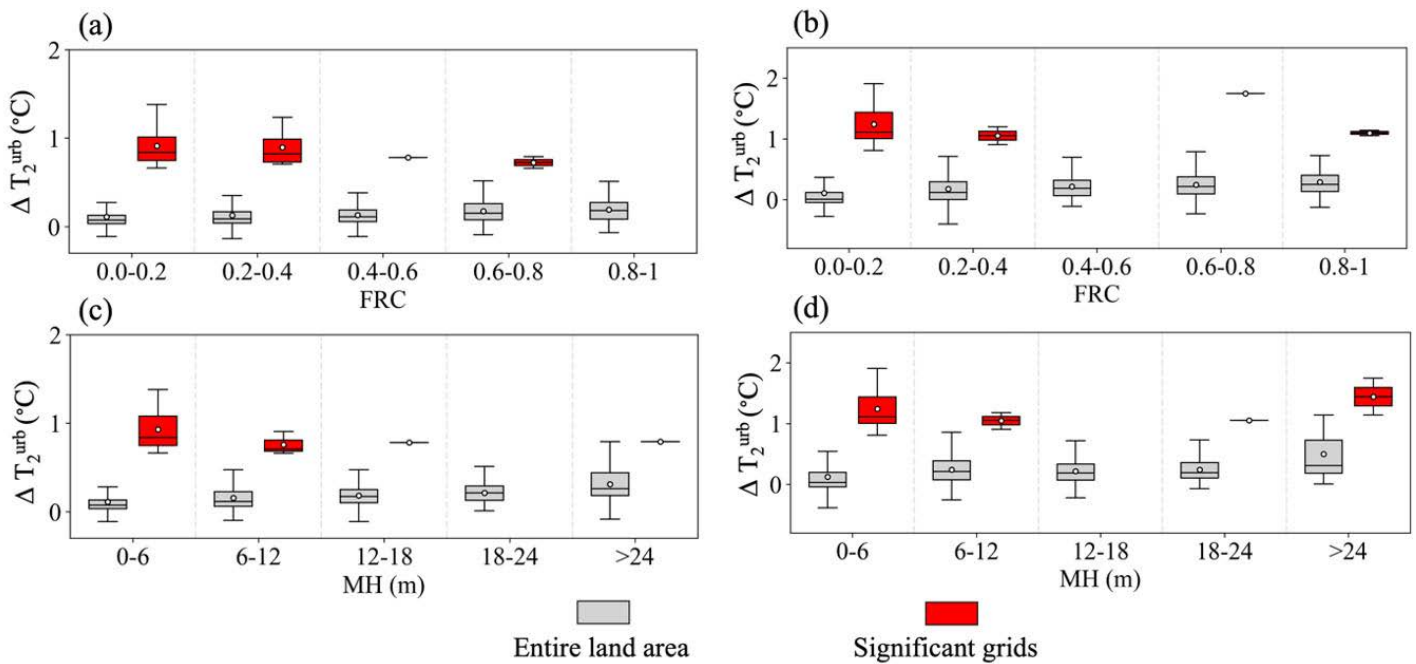 (a)
2
1
0
Δ T₂ᵘʳᵇ (°C)
0.0-0.2 0.2-0.4 0.4-0.6 0.6-0.8 0.8-1
FRC
(b)
2
1
0
Δ T₂ᵘʳᵇ (°C)
0.0-0.2 0.2-0.4 0.4-0.6 0.6-0.8 0.8-1
FRC
(c)
2
1
0
Δ T₂ᵘʳᵇ (°C)
0-6 6-12 12-18 18-24 >24
MH (m)
(d)
2
1
0
Δ T₂ᵘʳᵇ (°C)
0-6 6-12 12-18 18-24 >24
MH (m)
Entire land area
Significant grids